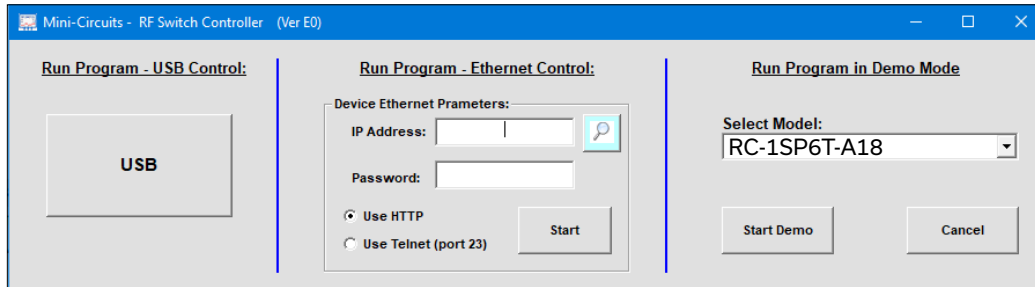 Mini-Circuits - RF Switch Controller (Ver E0)
Run Program - USB Control:
USB
Run Program - Ethernet Control:
Device Ethernet Prameters:
IP Address:
Password:
Use HTTP
Use Telnet (port 23)
Start
Run Program in Demo Mode
Select Model:
RC-1SP6T-A18
Start Demo
Cancel